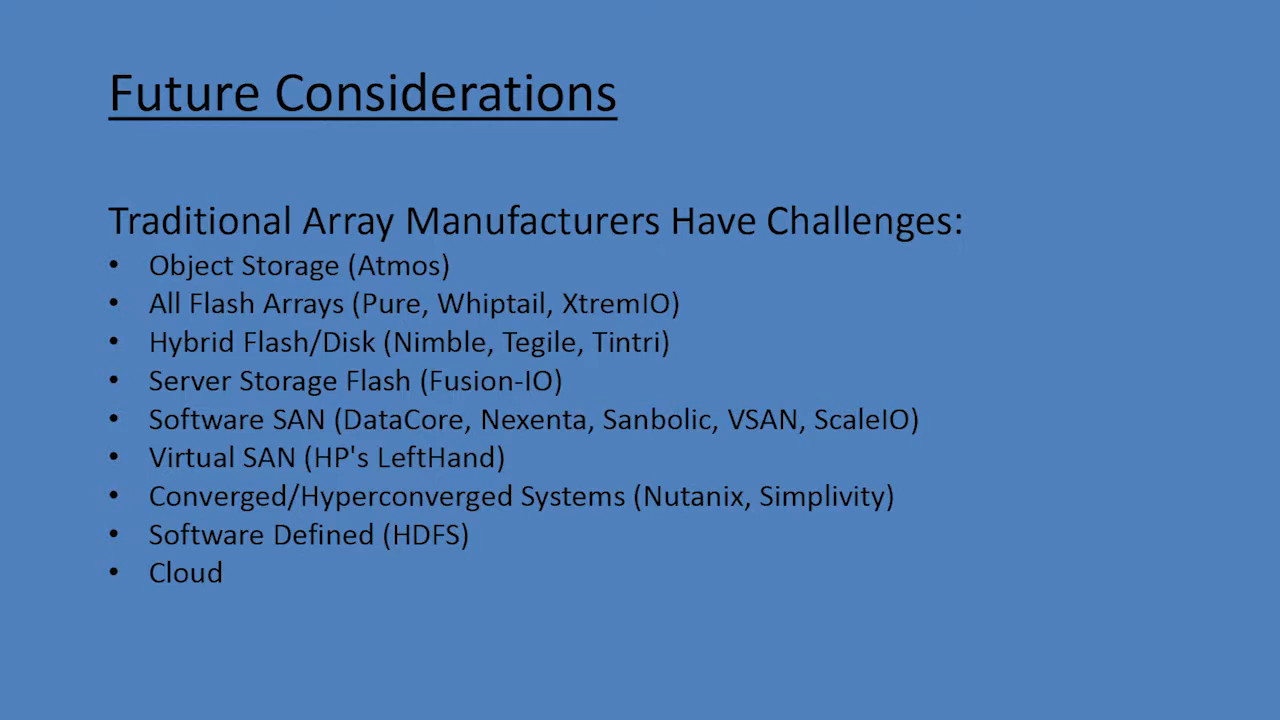 Future Considerations
Traditional Array Manufacturers Have Challenges:
• Object Storage (Atmos)
• All Flash Arrays (Pure, Whiptail, XtremIO)
• Hybrid Flash/Disk (Nimble, Tegile, Tintri)
• Server Storage Flash (Fusion-IO)
• Software SAN (DataCore, Nexenta, Sanbolic, VSAN, ScaleIO)
• Virtual SAN (HP's LeftHand)
• Converged/Hyperconverged Systems (Nutanix, Simplivity)
• Software Defined (HDFS)
• Cloud